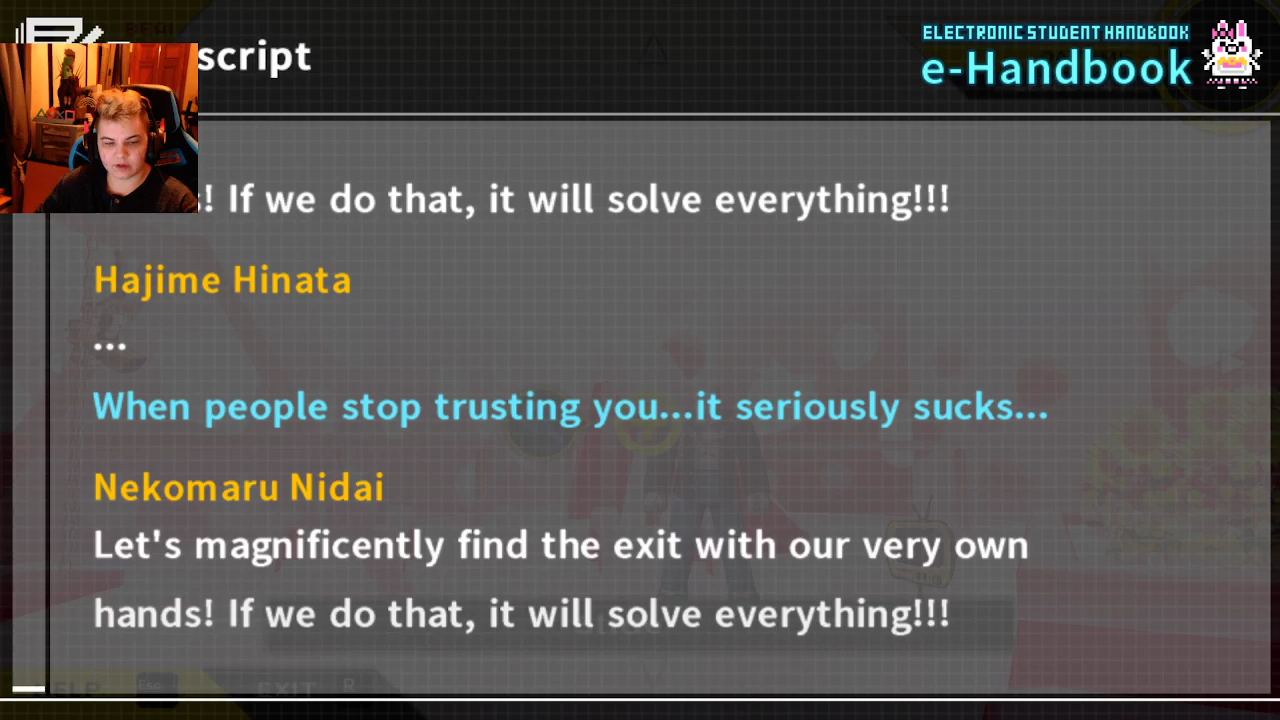 script
ELECTRONIC STUDENT HANDBOOK
e-Handbook
! If we do that, it will solve everything!!!
Hajime Hinata
...
When people stop trusting you...it seriously sucks...
Nekomaru Nidai
Let's magnificently find the exit with our very own
hands! If we do that, it will solve everything!!!
Esc
EXIT R